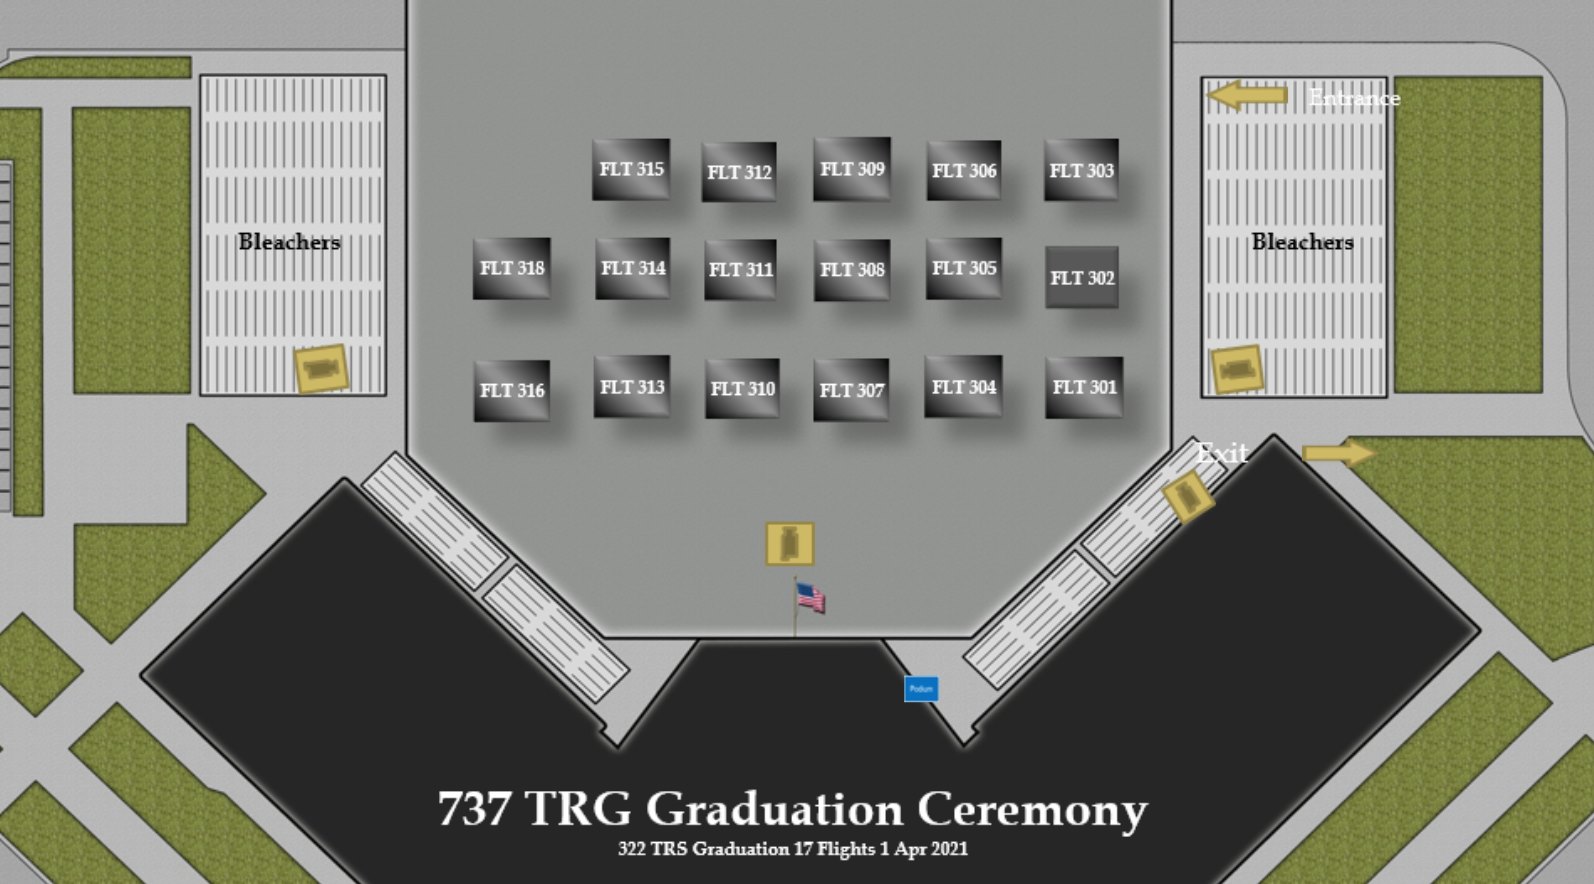 Entrance
FLT 315
FLT 312
FLT 309
FLT 306
FLT 303
Bleachers
Bleachers
FLT 318
FLT 314
FLT 311
FLT 308
FLT 305
FLT 302
FLT 316
FLT 313
FLT 310
FLT 307
FLT 304
FLT 301
Exit
Podium
737 TRG Graduation Ceremony
322 TRS Graduation 17 Flights 1 Apr 2021